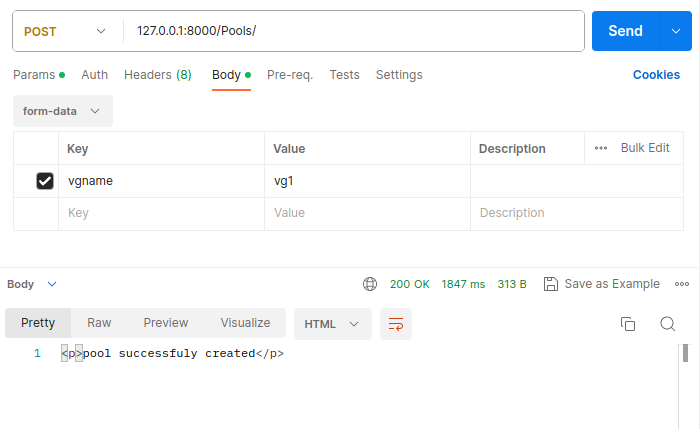 POST 127.0.0.1:8000/Pools/ Send
Params Auth Headers (8) Body Pre-req. Tests Settings Cookies
form-data
Key Value Description Bulk Edit
vgname vg1
Key Value Description
Body 200 OK 1847 ms 313 B Save as Example
Pretty Raw Preview Visualize HTML
1 <p>pool successfuly created</p>